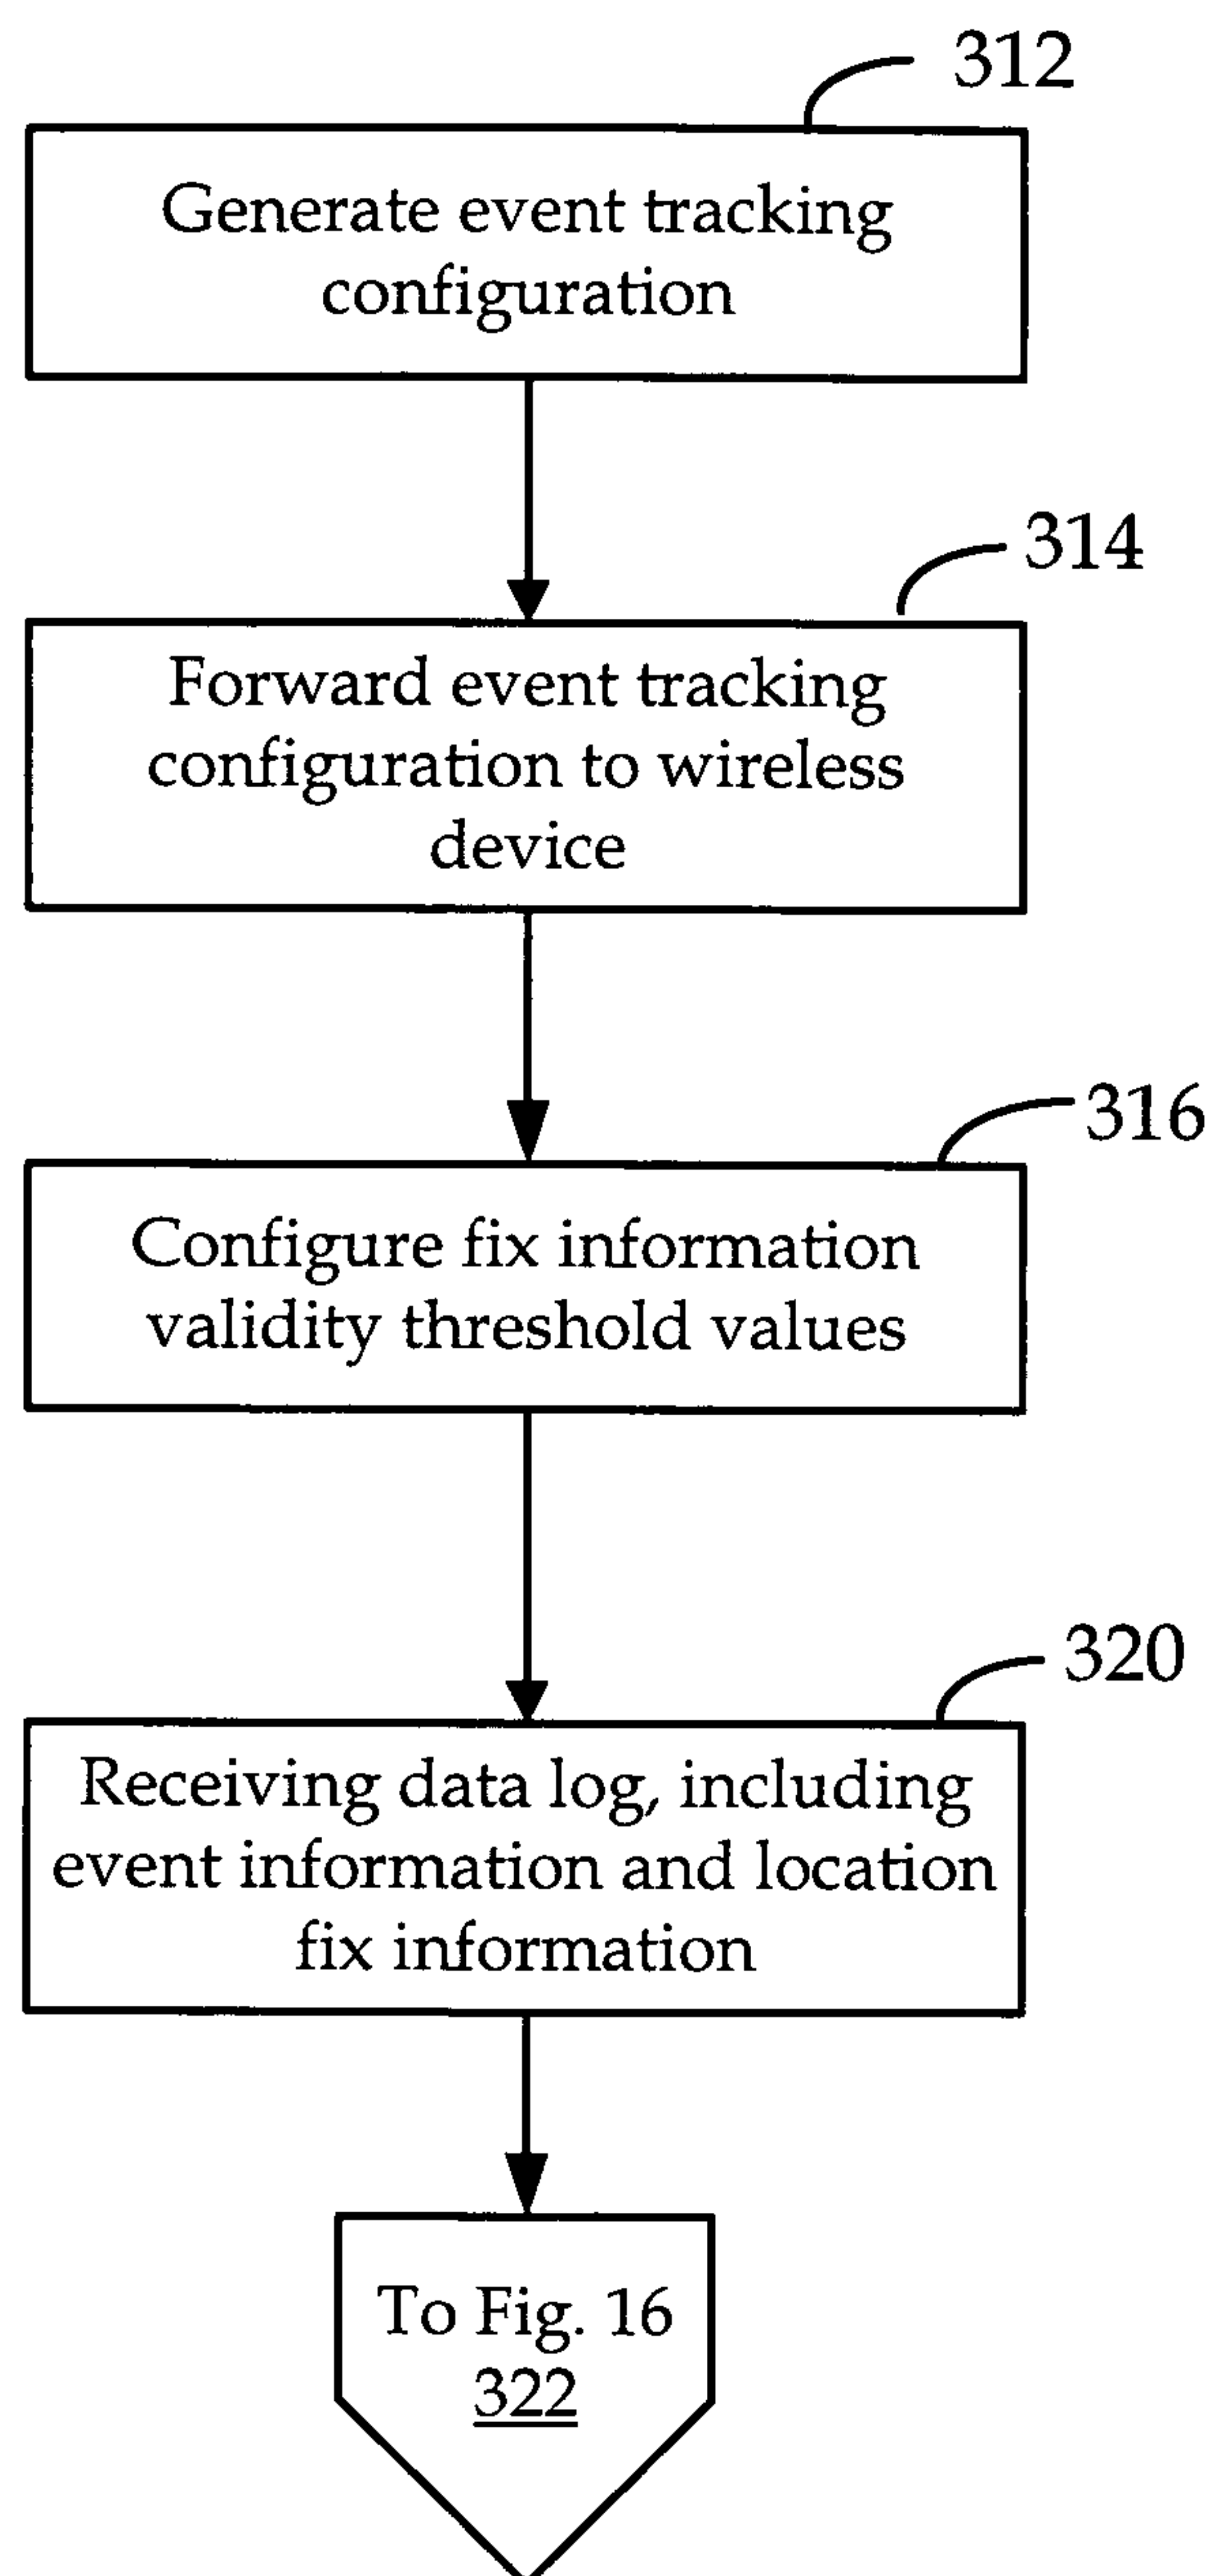 312
Generate event tracking
configuration
314
Forward event tracking
configuration to wireless
device
316
Configure fix information
validity threshold values
320
Receiving data log, including
event information and location
fix information
To Fig. 16
322